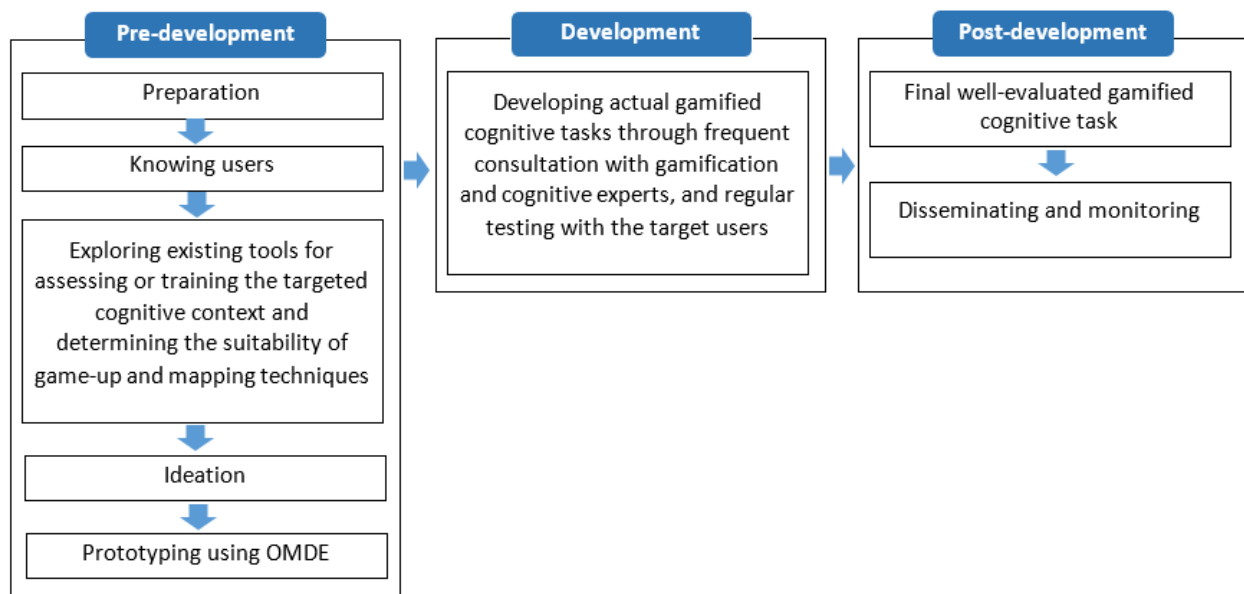 Pre-development
Preparation
Knowing users
Exploring existing tools for
assessing or training the targeted
cognitive context and
determining the suitability of
game-up and mapping techniques
Ideation
Prototyping using OMDE
Development
Developing actual gamified
cognitive tasks through frequent
consultation with gamification
and cognitive experts, and regular
testing with the target users
Post-development
Final well-evaluated gamified
cognitive task
Disseminating and monitoring